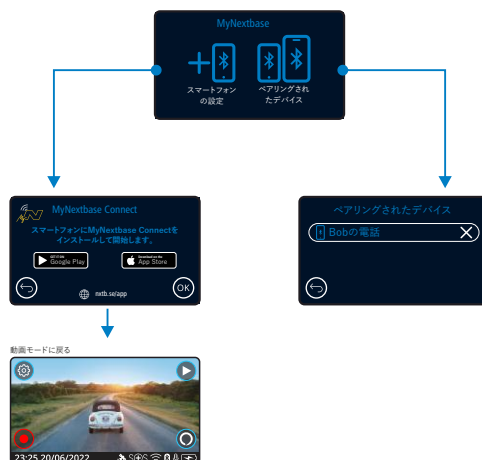 MyNextbase
スマートフォン
の設定
ペアリングされ
たデバイス
MyNextbase Connect
スマートフォンにMyNextbase Connectを
インストールして開始します。
GET IT ON
Google Play
Download on the
App Store
nxtb.se/app
OK
ペアリングされたデバイス
Bobの電話
動画モードに戻る
23:25 20/06/2022